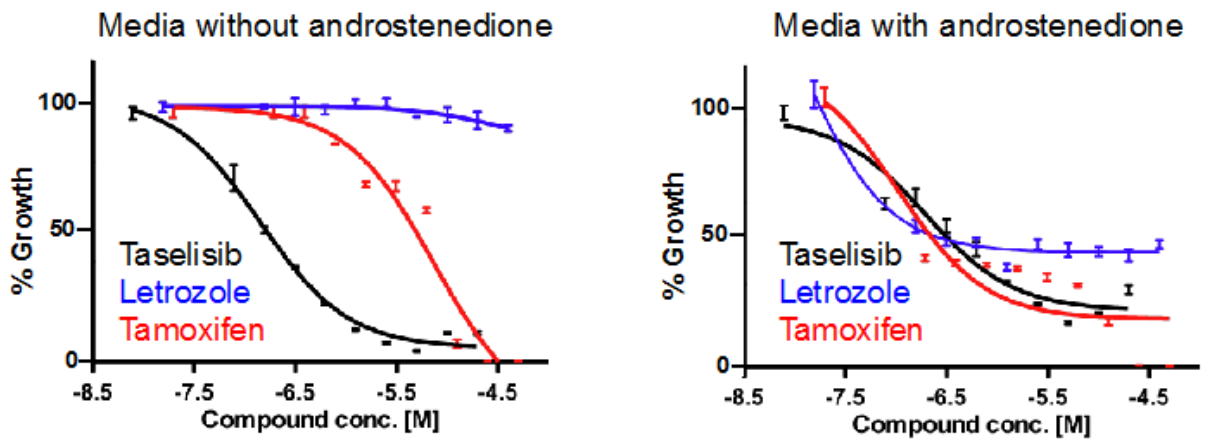 Media without androstenedione
% Growth
100
50
0
Taselisib
Letrozole
Tamoxifen
-8.5 -7.5 -6.5 -5.5 -4.5
Compound conc. [M]
Media with androstenedione
% Growth
100
50
0
Taselisib
Letrozole
Tamoxifen
-8.5 -7.5 -6.5 -5.5 -4.5
Compound conc. [M]